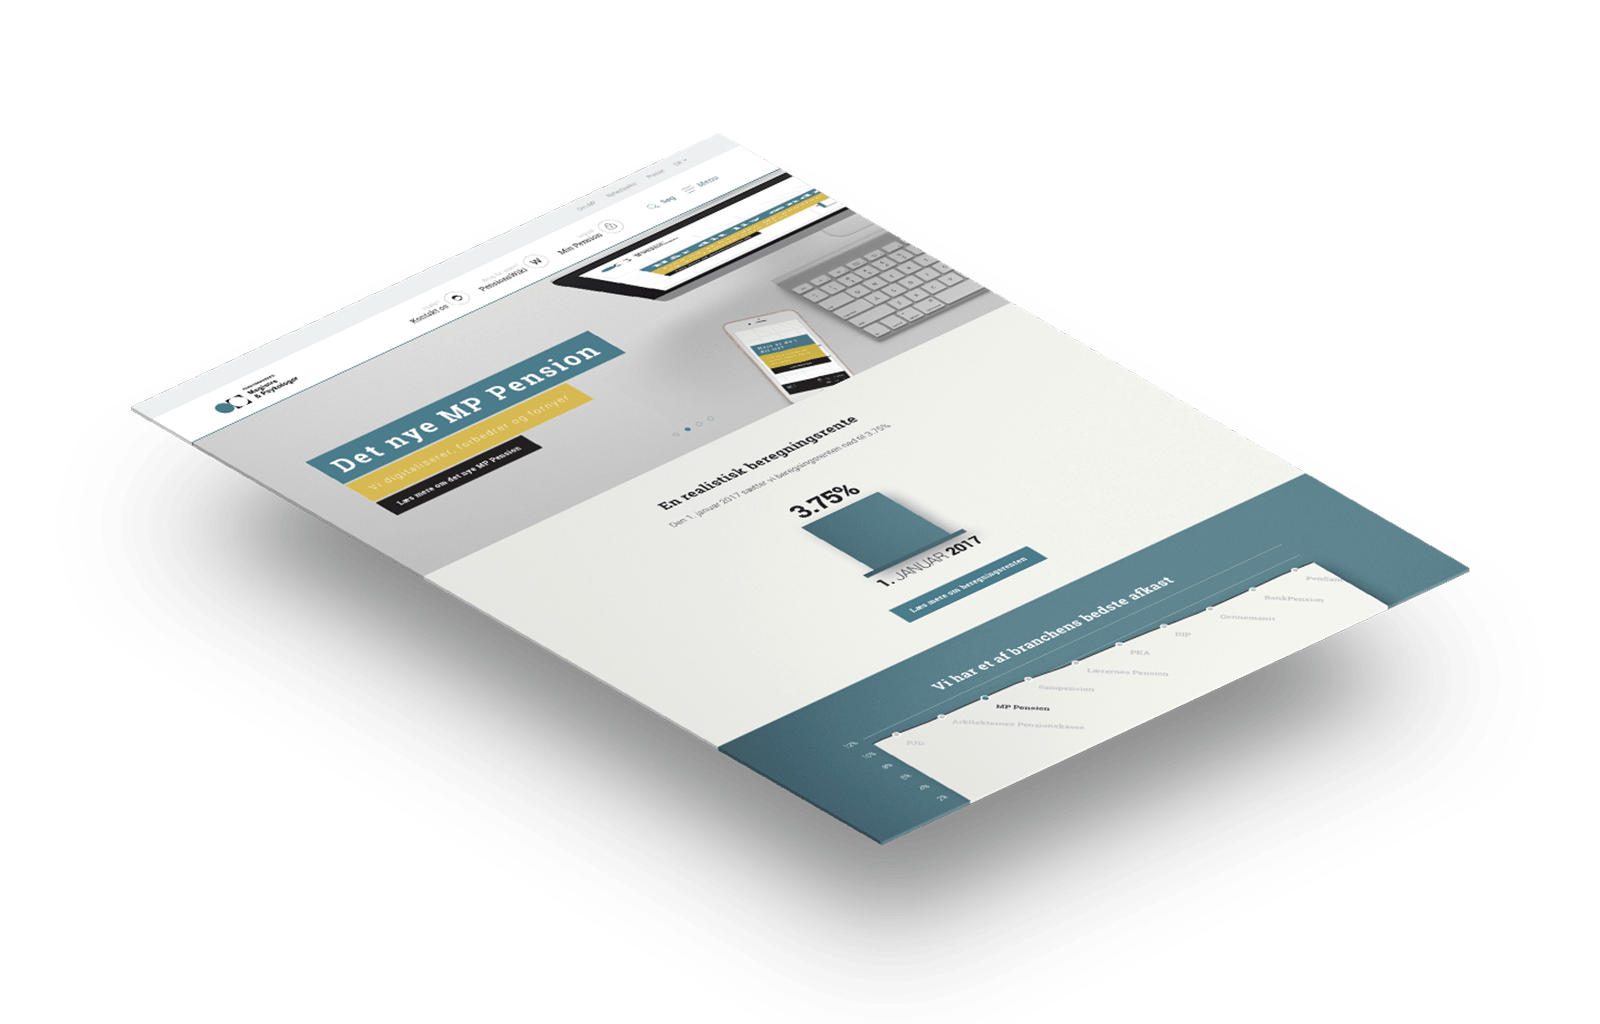 Om MP
Presse
EN
Søg
Menu
Kontakt os
PensionsWiki
W
Log på
Min Pension
Magistre
& Psykologer
Det nye MP Pension
Vi digitaliserer, forbedrer og fornyer
Læs mere om det nye MP Pension
En realistisk beregningsrente
Den 1. januar 2017 sætter vi beregningsrenten ned til 3.75%
3.75%
1. JANUAR 2017
Læs mere om beregningsrenten
Vi har et af branchens bedste afkast
12%
10%
8%
6%
4%
2%
PJD
Arkitekternes Pensionskasse
MP Pension
Sampension
Lærernes Pension
PKA
DIP
Gennemsnit
BankPension
PenSam